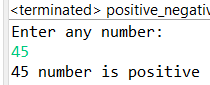 <terminated> positive_negativ
Enter any number:
45
45 number is positive